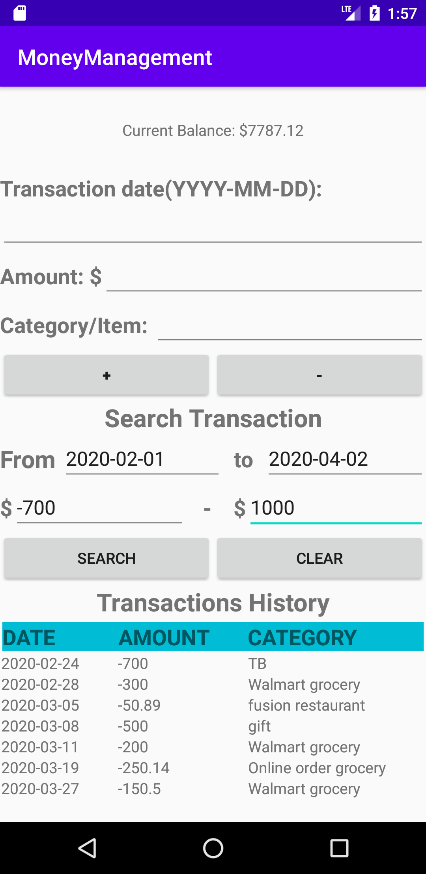 LTE 1:57
MoneyManagement
Current Balance: $7787.12
Transaction date(YYYY-MM-DD):
Amount: $
Category/Item:
+ -
Search Transaction
From 2020-02-01 to 2020-04-02
$ -700 - $ 1000
SEARCH CLEAR
Transactions History
DATE AMOUNT CATEGORY
2020-02-24 -700 TB
2020-02-28 -300 Walmart grocery
2020-03-05 -50.89 fusion restaurant
2020-03-08 -500 gift
2020-03-11 -200 Walmart grocery
2020-03-19 -250.14 Online order grocery
2020-03-27 -150.5 Walmart grocery